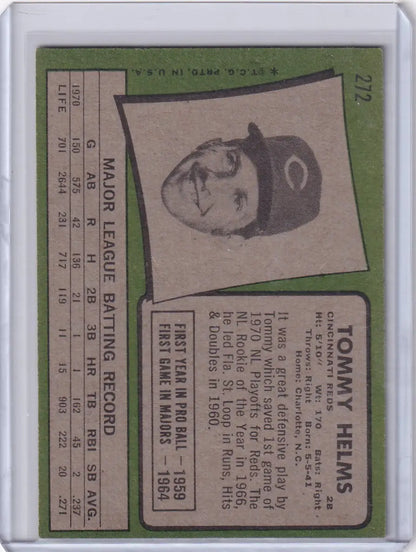 272
★ ©T.C.G. PRTD. IN U.S.A.
C
TOMMY HELMS
CINCINNATI REDS 2B
Ht: 5/10" Wt: 170 Bats: Right
Throws: Right Born: 5-5-41
Home: Charlotte, N.C.
It was a great defensive play by
Tommy which saved 1st game of
1970 NL Playoffs for Reds. The
NL Rookie of the Year in 1966,
he led Fla. St. Loop in Runs, Hits
& Doubles in 1960.
FIRST YEAR IN PRO BALL — 1959
FIRST GAME IN MAJORS — 1964
MAJOR LEAGUE BATTING RECORD
G AB R H 2B 3B HR TB RBI SB AVG.
1970 150 575 42 136 21 1 1 162 45 2 .237
LIFE 701 2644 231 717 119 11 15 903 222 20 .271